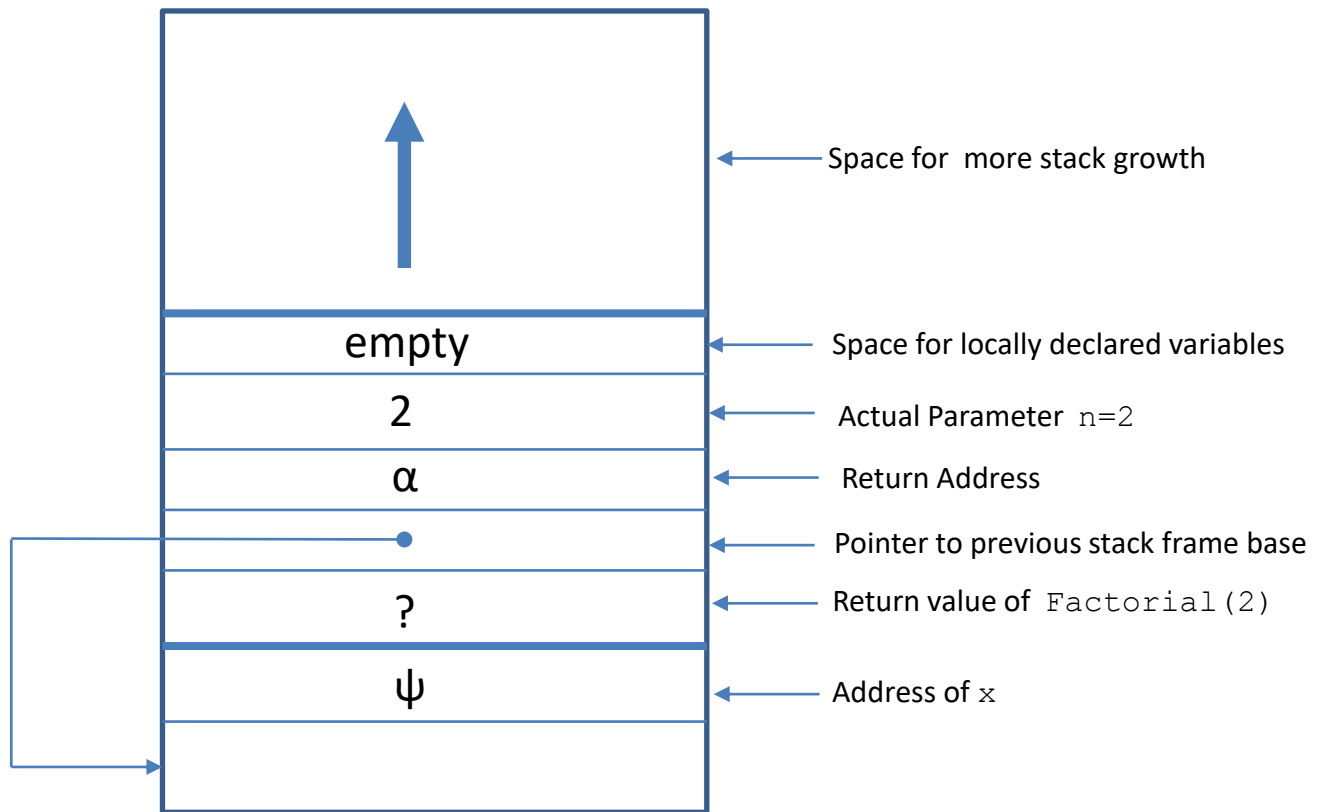 Space for more stack growth
empty
Space for locally declared variables
2
Actual Parameter n=2
α
Return Address
Pointer to previous stack frame base
?
Return value of Factorial(2)
ψ
Address of x